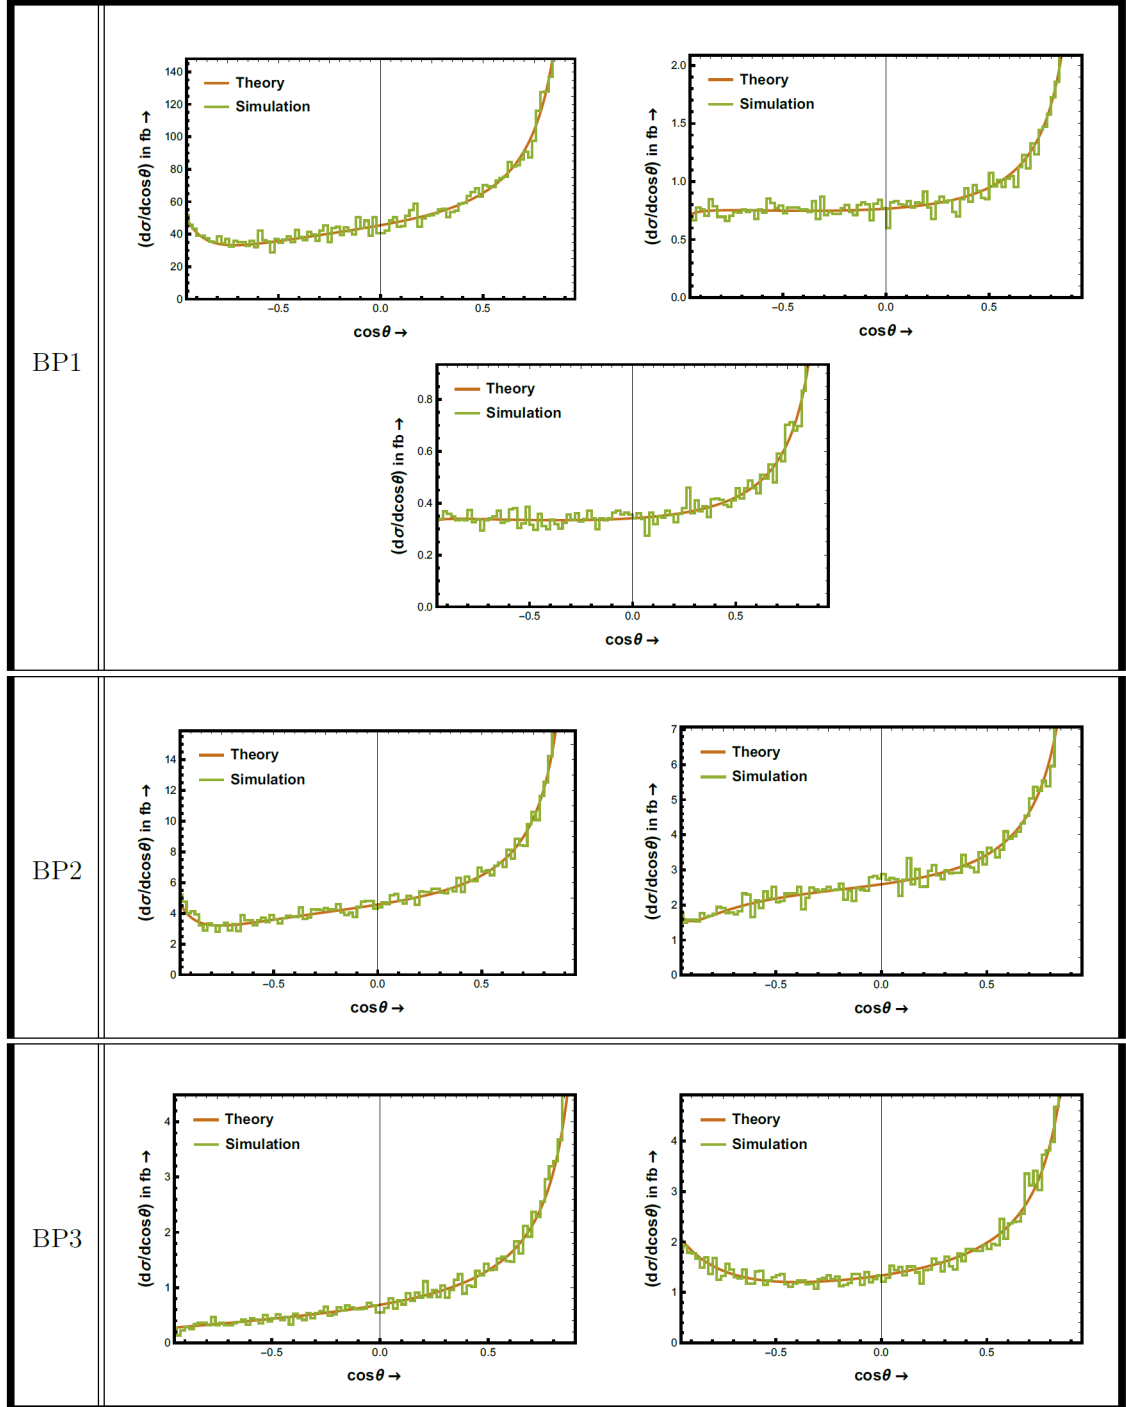 BP1
140
120
100
80
60
40
20
0
Theory
Simulation
(dσ/dcosθ) in fb →
−0.5 0.0 0.5
cosθ →
2.0
1.5
1.0
0.5
0.0
Theory
Simulation
(dσ/dcosθ) in fb →
−0.5 0.0 0.5
cosθ →
0.8
0.6
0.4
0.2
0.0
Theory
Simulation
(dσ/dcosθ) in fb →
−0.5 0.0 0.5
cosθ →
BP2
14
12
10
8
6
4
2
0
Theory
Simulation
(dσ/dcosθ) in fb →
−0.5 0.0 0.5
cosθ →
7
6
5
4
3
2
1
0
Theory
Simulation
(dσ/dcosθ) in fb →
−0.5 0.0 0.5
cosθ →
BP3
4
3
2
1
0
Theory
Simulation
(dσ/dcosθ) in fb →
−0.5 0.0 0.5
cosθ →
4
3
2
1
0
Theory
Simulation
(dσ/dcosθ) in fb →
−0.5 0.0 0.5
cosθ →